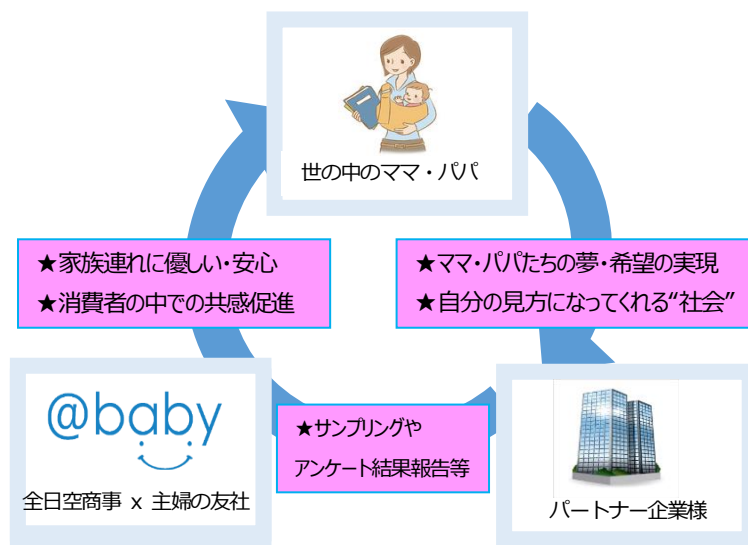 世の中のママ・パパ
★家族連れに優しい・安心
★消費者の中での共感促進
★ママ・パパたちの夢・希望の実現
★自分の見方になってくれる“社会”
@baby
全日空商事 x 主婦の友社
★サンプリングや
アンケート結果報告等
パートナー企業様